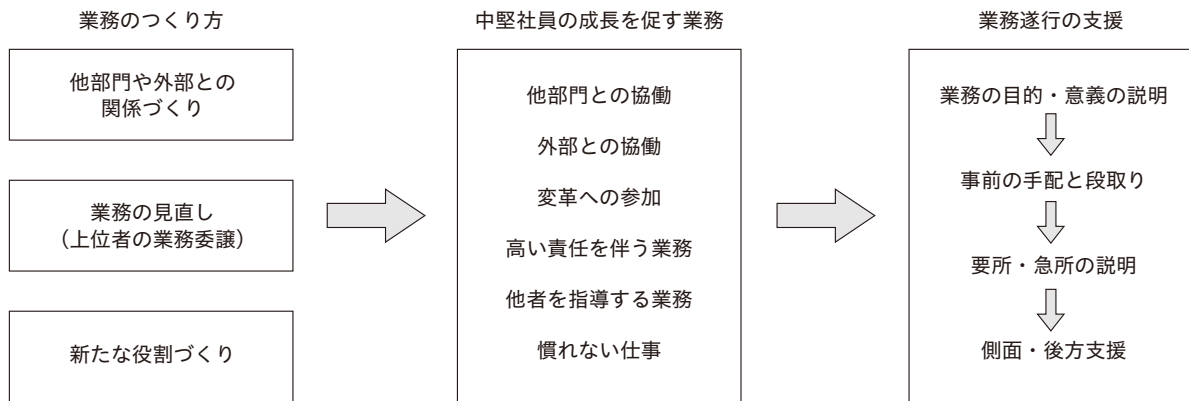 業務のつくり方
他部門や外部との
関係づくり
業務の見直し
（上位者の業務委譲）
新たな役割づくり
中堅社員の成長を促す業務
他部門との協働
外部との協働
変革への参加
高い責任を伴う業務
他者を指導する業務
慣れない仕事
業務遂行の支援
業務の目的・意義の説明
事前の手配と段取り
要所・急所の説明
側面・後方支援